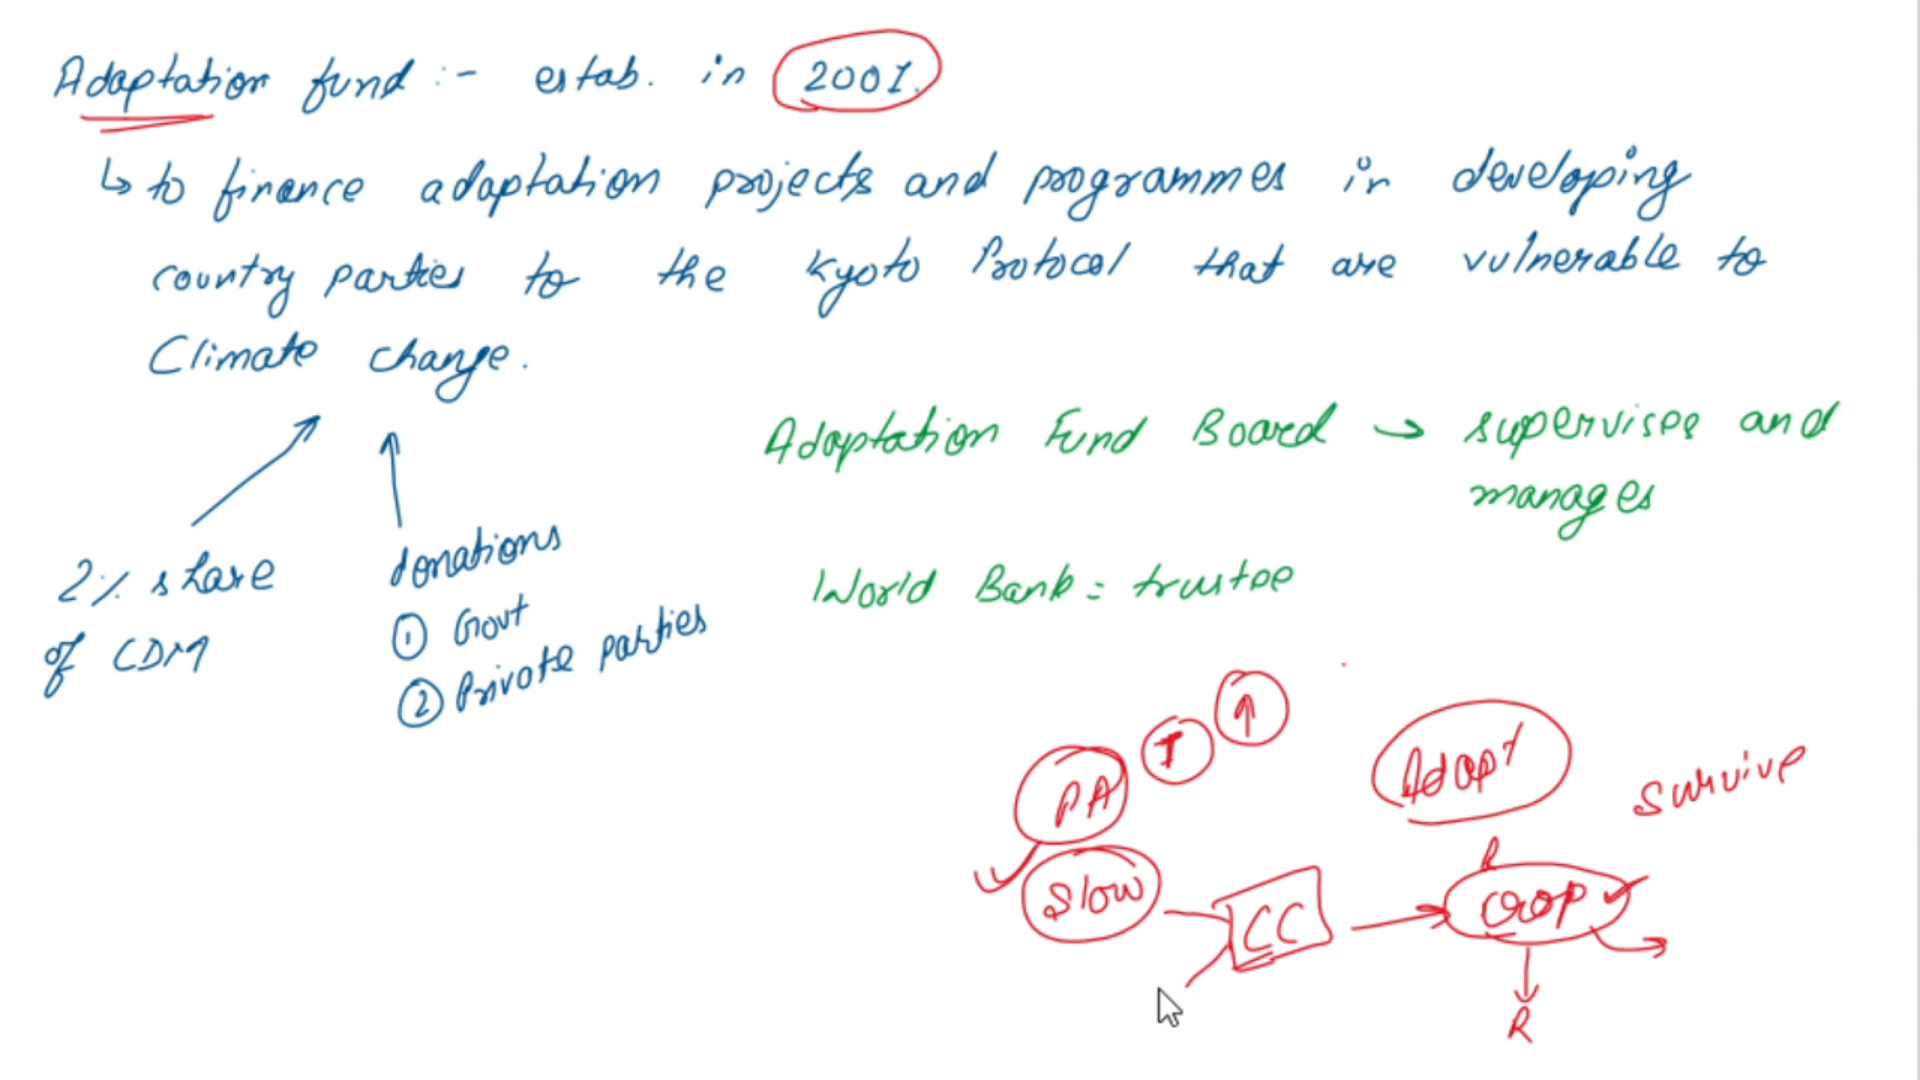 Adaptation fund :- estab. in 2001.
↳ to finance adaptation projects and programmes in developing
country parties to the Kyoto Protocol that are vulnerable to
Climate change.
Adaptation Fund Board → supervises and
manages
2% share
of CDM
donations
① Govt
② Private parties
World Bank = trustee
PA T ↑
Adapt
survive
Slow
CC
R
crop
R